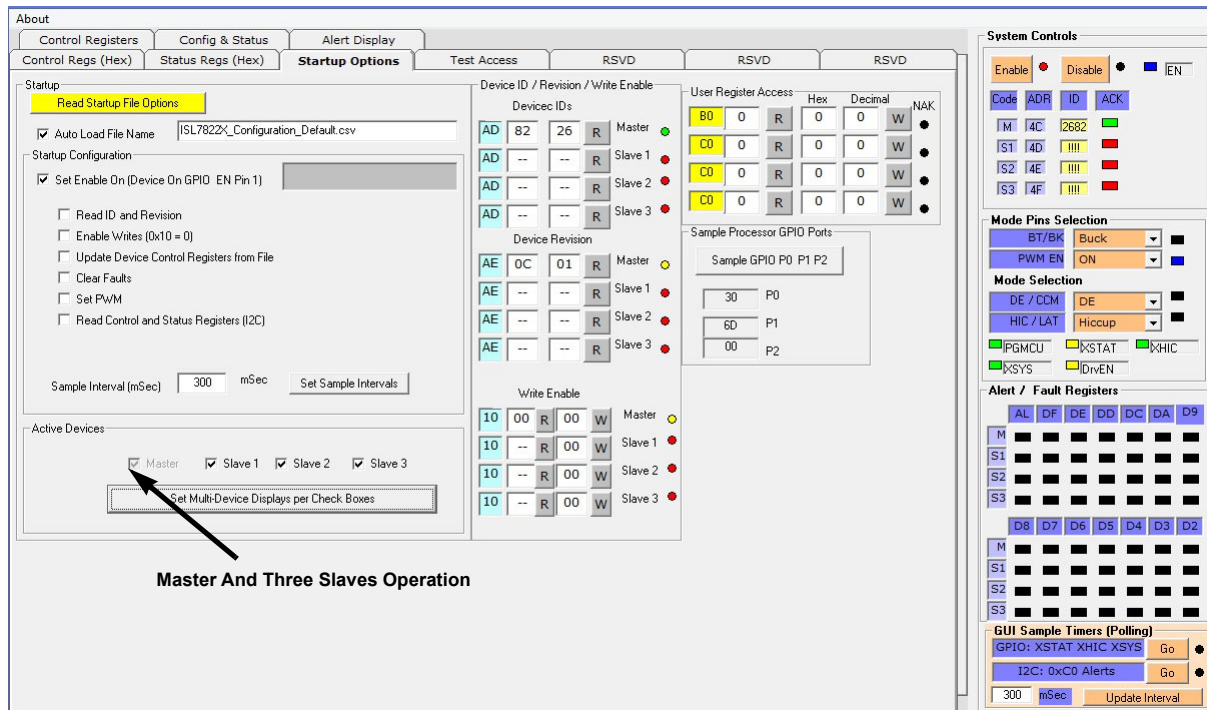 About
Control Registers Config & Status Alert Display
Control Regs (Hex) Status Regs (Hex) Startup Options Test Access RSVD RSVD RSVD
Startup
Read Startup File Options
Auto Load File Name ISL7822X_Configuration_Default.csv
Startup Configuration
Set Enable On (Device On GPIO EN Pin 1)
Read ID and Revision
Enable Writes (0x10 = 0)
Update Device Control Registers from File
Clear Faults
Set PWM
Read Control and Status Registers (I2C)
Sample Interval (mSec) 300 mSec Set Sample Intervals
Active Devices
Master Slave 1 Slave 2 Slave 3
Set Multi-Device Displays per Check Boxes
Master And Three Slaves Operation
Device ID / Revision / Write Enable
Devicec IDs
AD 82 26 R Master
AD -- -- R Slave 1
AD -- -- R Slave 2
AD -- -- R Slave 3
Device Revision
AE 0C 01 R Master
AE -- -- R Slave 1
AE -- -- R Slave 2
AE -- -- R Slave 3
Write Enable
10 00 R 00 W Master
10 -- R 00 W Slave 1
10 -- R 00 W Slave 2
10 -- R 00 W Slave 3
User Register Access Hex Decimal NAK
B0 0 R 0 0 W
C0 0 R 0 0 W
C0 0 R 0 0 W
C0 0 R 0 0 W
Sample Processor GPIO Ports
Sample GPIO P0 P1 P2
30 P0
6D P1
00 P2
System Controls
Enable Disable EN
Code ADR ID ACK
M 4C 2682
S1 4D !!!!
S2 4E !!!!
S3 4F !!!!
Mode Pins Selection
BT/BK Buck
PWM EN ON
Mode Selection
DE / CCM DE
HIC / LAT Hiccup
PGMCU XSTAT XHIC
XSYS DrvEN
Alert / Fault Registers
AL DF DE DD DC DA D9
M
S1
S2
S3
D8 D7 D6 D5 D4 D3 D2
M
S1
S2
S3
GUI Sample Timers (Polling)
GPIO: XSTAT XHIC XSYS Go
I2C: 0xC0 Alerts Go
300 mSec Update Interval